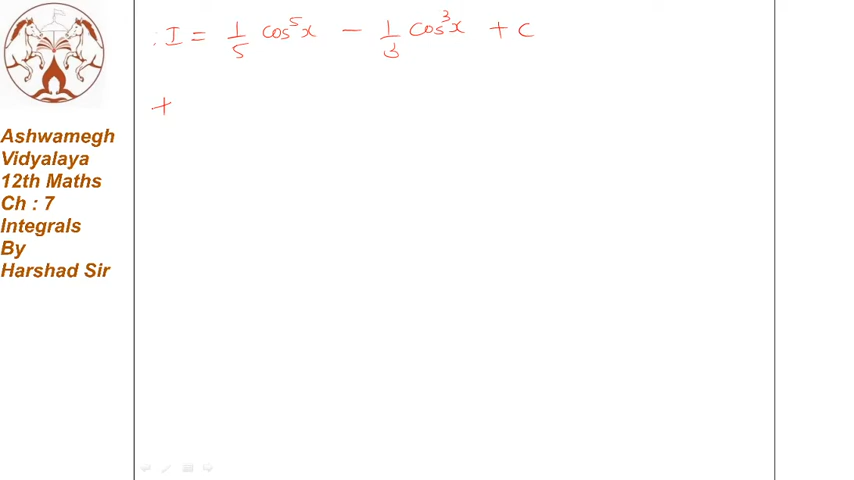 ∴ I = 1/5 cos⁵x − 1/3 cos³x + c
+
Ashwamegh
Vidyalaya
12th Maths
Ch : 7
Integrals
By
Harshad Sir